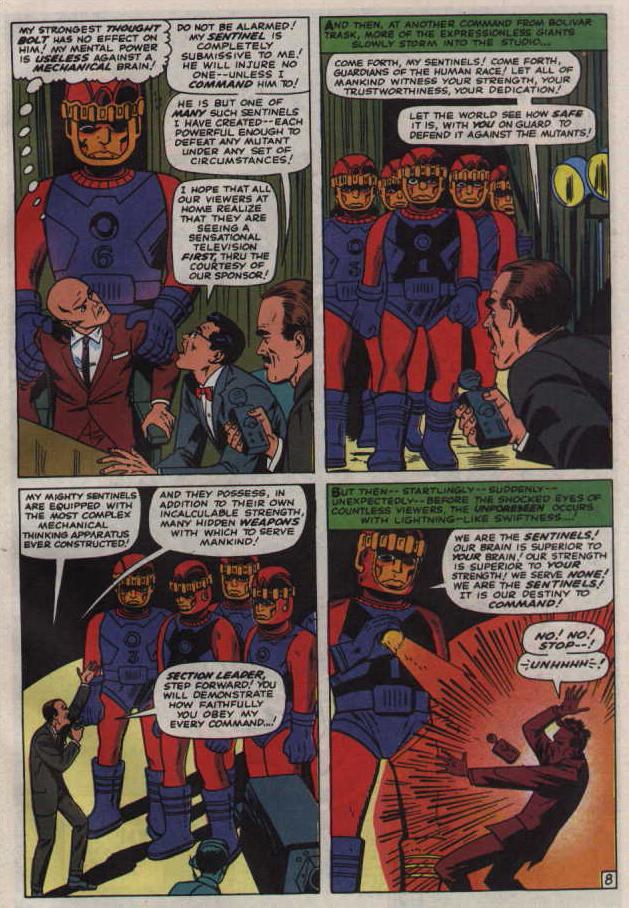 MY STRONGEST THOUGHT
BOLT HAS NO EFFECT ON
HIM! MY MENTAL POWER
IS USELESS AGAINST A
MECHANICAL BRAIN!
DO NOT BE ALARMED!
MY SENTINEL IS
COMPLETELY
SUBMISSIVE TO ME!
HE WILL INJURE NO
ONE--UNLESS I
COMMAND HIM TO!
HE IS BUT ONE OF
MANY SUCH SENTINELS
I HAVE CREATED--EACH
POWERFUL ENOUGH TO
DEFEAT ANY MUTANT
UNDER ANY SET OF
CIRCUMSTANCES!
I HOPE THAT ALL
OUR VIEWERS AT
HOME REALIZE
THAT THEY ARE
SEEING A
SENSATIONAL
TELEVISION
FIRST, THRU THE
COURTESY OF
OUR SPONSOR!
6
AND THEN, AT ANOTHER COMMAND FROM BOLIVAR
TRASK, MORE OF THE EXPRESSIONLESS GIANTS
SLOWLY STORM INTO THE STUDIO...
COME FORTH, MY SENTINELS! COME FORTH,
GUARDIANS OF THE HUMAN RACE! LET ALL OF
MANKIND WITNESS YOUR STRENGTH, YOUR
TRUSTWORTHINESS, YOUR DEDICATION!
LET THE WORLD SEE HOW SAFE
IT IS, WITH YOU ON GUARD TO
DEFEND IT AGAINST THE MUTANTS!
3
MY MIGHTY SENTINELS
ARE EQUIPPED WITH
THE MOST COMPLEX
MECHANICAL
THINKING APPARATUS
EVER CONSTRUCTED!
AND THEY POSSESS, IN
ADDITION TO THEIR OWN
INCALCULABLE STRENGTH,
MANY HIDDEN WEAPONS
WITH WHICH TO SERVE
MANKIND!
3
SECTION LEADER,
STEP FORWARD! YOU
WILL DEMONSTRATE
HOW FAITHFULLY
YOU OBEY MY
EVERY COMMAND...!
BUT THEN--STARTLINGLY--SUDDENLY--
UNEXPECTEDLY--BEFORE THE SHOCKED EYES OF
COUNTLESS VIEWERS, THE UNFORESEEN OCCURS
WITH LIGHTNING-LIKE SWIFTNESS...!
WE ARE THE SENTINELS!
OUR BRAIN IS SUPERIOR TO
YOUR BRAIN! OUR STRENGTH
IS SUPERIOR TO YOUR
STRENGTH! WE SERVE NONE!
WE ARE THE SENTINELS!
IT IS OUR DESTINY TO
COMMAND!
NO! NO!
STOP--!
-UNHHHH-!
8